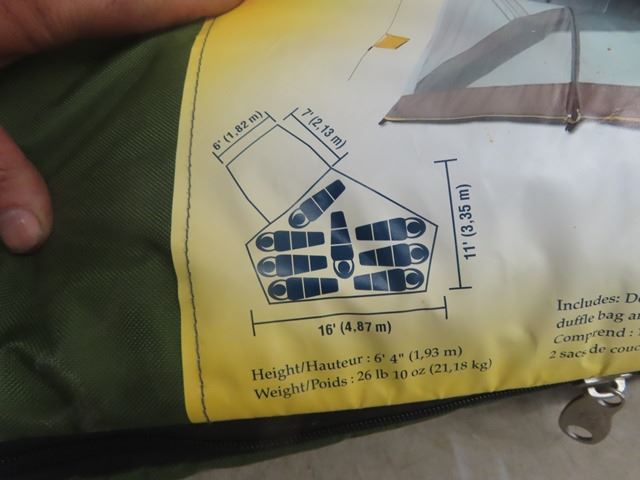 6' (1,82 m)
7' (2,13 m)
11' (3,35 m)
16' (4,87 m)
Height/Hauteur : 6' 4" (1,93 m)
Weight/Poids : 26 lb 10 oz (21,18 kg)
Includes: D
duffle bag a
Comprend :
2 sacs de couc